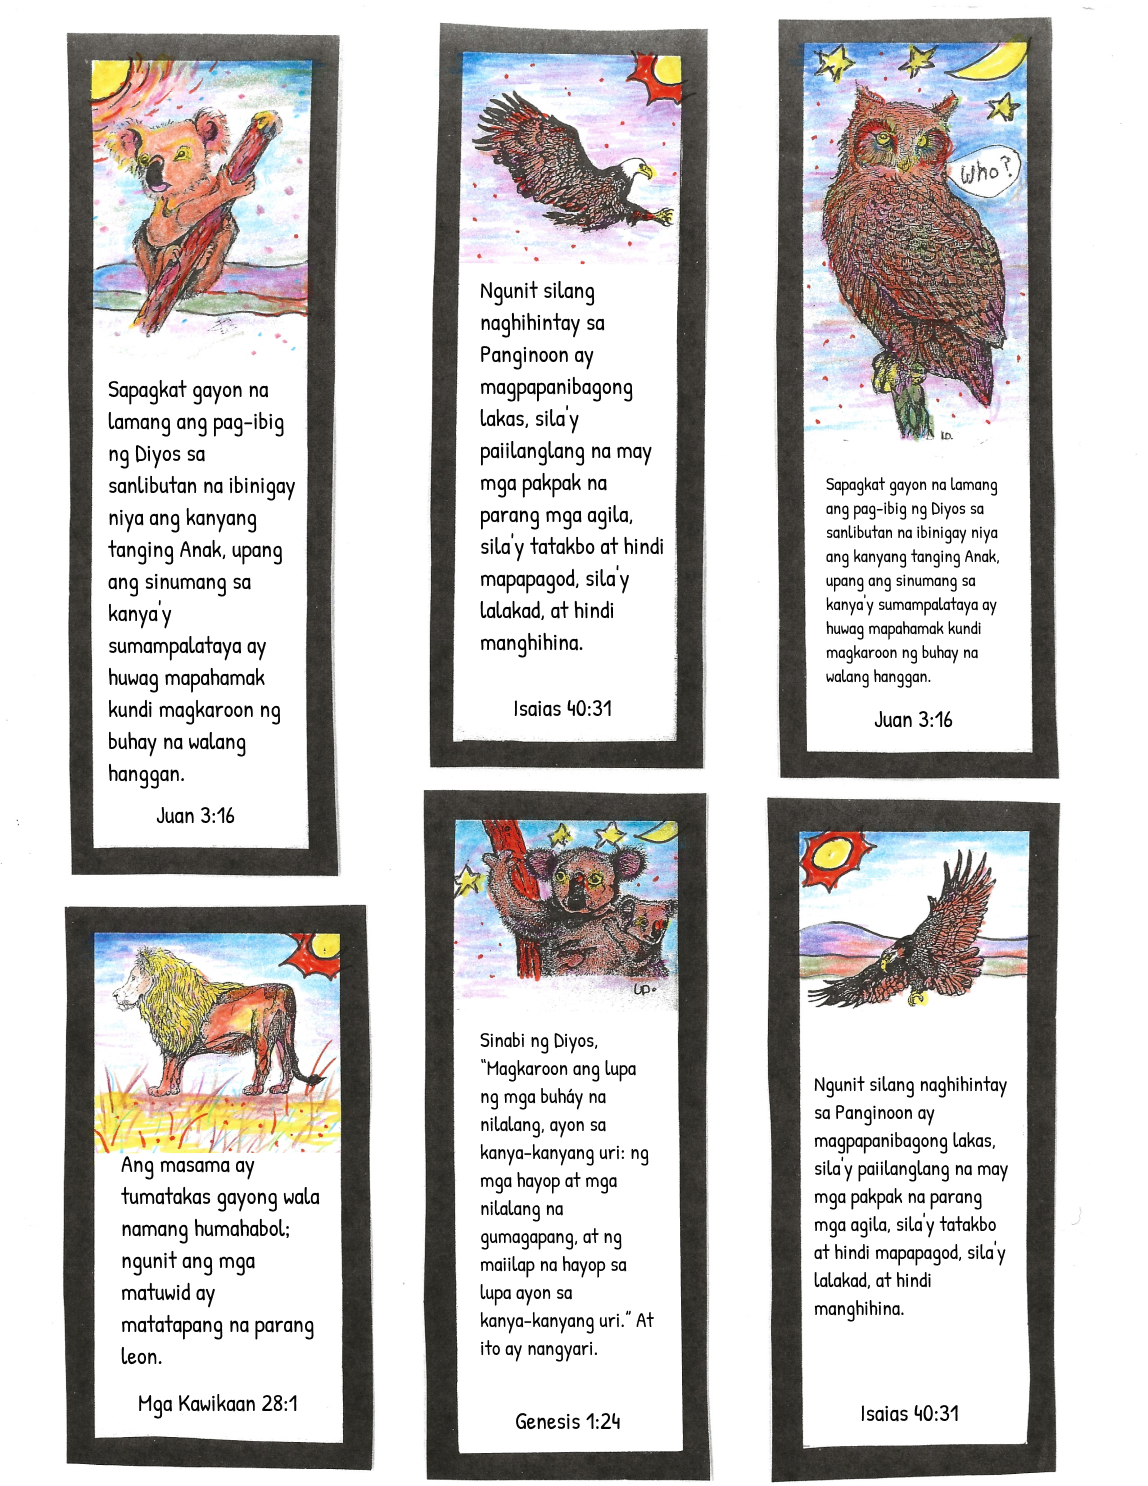 Sapagkat gayon na
lamang ang pag-ibig
ng Diyos sa
sanlibutan na ibinigay
niya ang kanyang
tanging Anak, upang
ang sinumang sa
kanya'y
sumampalataya ay
huwag mapahamak
kundi magkaroon ng
buhay na walang
hanggan.
Juan 3:16
Ngunit silang
naghihintay sa
Panginoon ay
magpapanibagong
lakas, sila'y
paiilanglang na may
mga pakpak na
parang mga agila,
sila'y tatakbo at hindi
mapapagod, sila'y
lalakad, at hindi
manghihina.
Isaias 40:31
Who?
Sapagkat gayon na lamang
ang pag-ibig ng Diyos sa
sanlibutan na ibinigay niya
ang kanyang tanging Anak,
upang ang sinumang sa
kanya'y sumampalataya ay
huwag mapahamak kundi
magkaroon ng buhay na
walang hanggan.
Juan 3:16
Ang masama ay
tumatakas gayong wala
namang humahabol;
ngunit ang mga
matuwid ay
matatapang na parang
leon.
Mga Kawikaan 28:1
Sinabi ng Diyos,
“Magkaroon ang lupa
ng mga buháy na
nilalang, ayon sa
kanya-kanyang uri: ng
mga hayop at mga
nilalang na
gumagapang, at ng
maiilap na hayop sa
lupa ayon sa
kanya-kanyang uri.” At
ito ay nangyari.
Genesis 1:24
Ngunit silang naghihintay
sa Panginoon ay
magpapanibagong lakas,
sila'y paiilanglang na may
mga pakpak na parang
mga agila, sila'y tatakbo
at hindi mapapagod, sila'y
lalakad, at hindi
manghihina.
Isaias 40:31